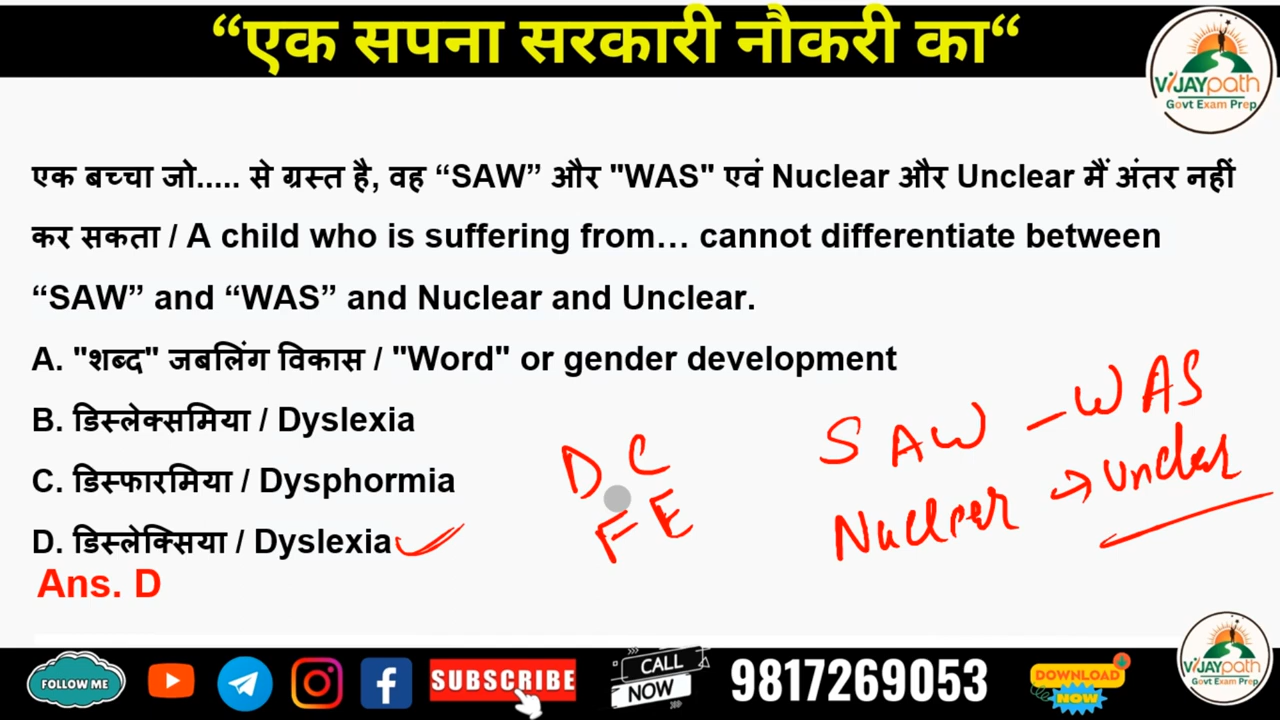 “एक सपना सरकारी नौकरी का“
VIJAYpath
Govt Exam Prep
एक बच्चा जो..... से ग्रस्त है, वह “SAW” और "WAS" एवं Nuclear और Unclear मैं अंतर नहीं
कर सकता / A child who is suffering from... cannot differentiate between
“SAW” and “WAS” and Nuclear and Unclear.
A. "शब्द" जबलिंग विकास / "Word" or gender development
B. डिस्लेक्समिया / Dyslexia
C. डिस्फारमिया / Dysphormia
D. डिस्लेक्सिया / Dyslexia
Ans. D
D C
F E
SAW - WAS
Nuclear → Unclear
FOLLOW ME
SUBSCRIBE
CALL
NOW
9817269053
DOWNLOAD
NOW
VIJAYpath
Govt Exam Prep